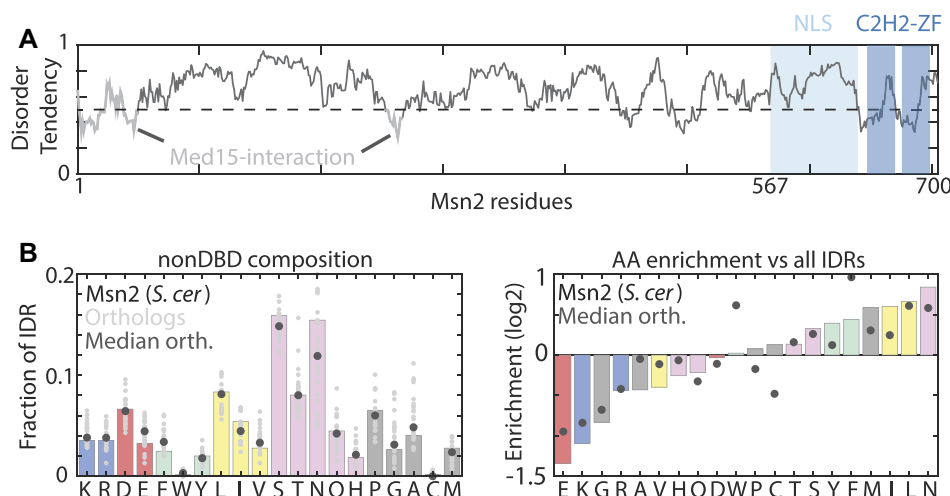 NLS C2H2-ZF
A
1
Disorder
Tendency
Med15-interaction
0
1 567 700
Msn2 residues
B
nonDBD composition
0.2
Msn2 (S. cer)
Orthologs
Median orth.
Fraction of IDR
0.1
0
K R D E F W Y L I V S T N Q H P G A C M
AA enrichment vs all IDRs
1
Msn2 (S. cer)
Median orth.
Enrichment (log2)
0
-1.5
E K G R A V H Q D W P C T S Y F M I L N